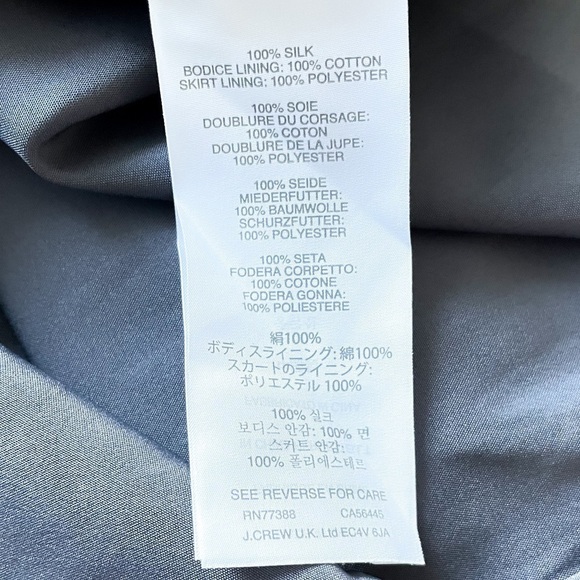 100% SILK
BODICE LINING: 100% COTTON
SKIRT LINING: 100% POLYESTER
100% SOIE
DOUBLURE DU CORSAGE:
100% COTON
DOUBLURE DE LA JUPE:
100% POLYESTER
100% SEIDE
MIEDERFUTTER:
100% BAUMWOLLE
SCHURZFUTTER:
100% POLYESTER
100% SETA
FODERA CORPETTO:
100% COTONE
FODERA GONNA:
100% POLIESTERE
絹100%
ボディスライニング: 綿100%
スカートのライニング:
ポリエステル 100%
100% 실크
보디스 안감: 100% 면
스커트 안감:
100% 폴리에스테르
SEE REVERSE FOR CARE
RN77388 CA56445
J.CREW U.K. Ltd EC4V 6JA